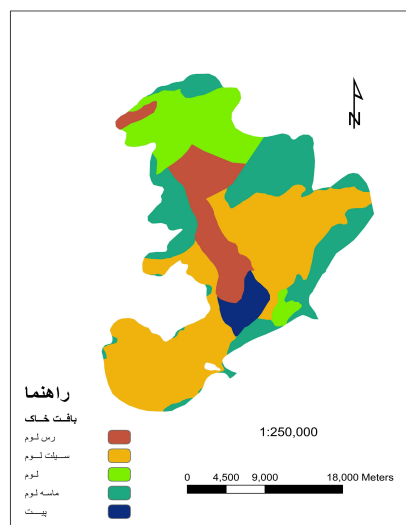 N
راهنما
بافت خاک
رس لوم
سیلت لوم
لوم
ماسه لوم
پیت
1:250,000
0 4,500 9,000 18,000 Meters